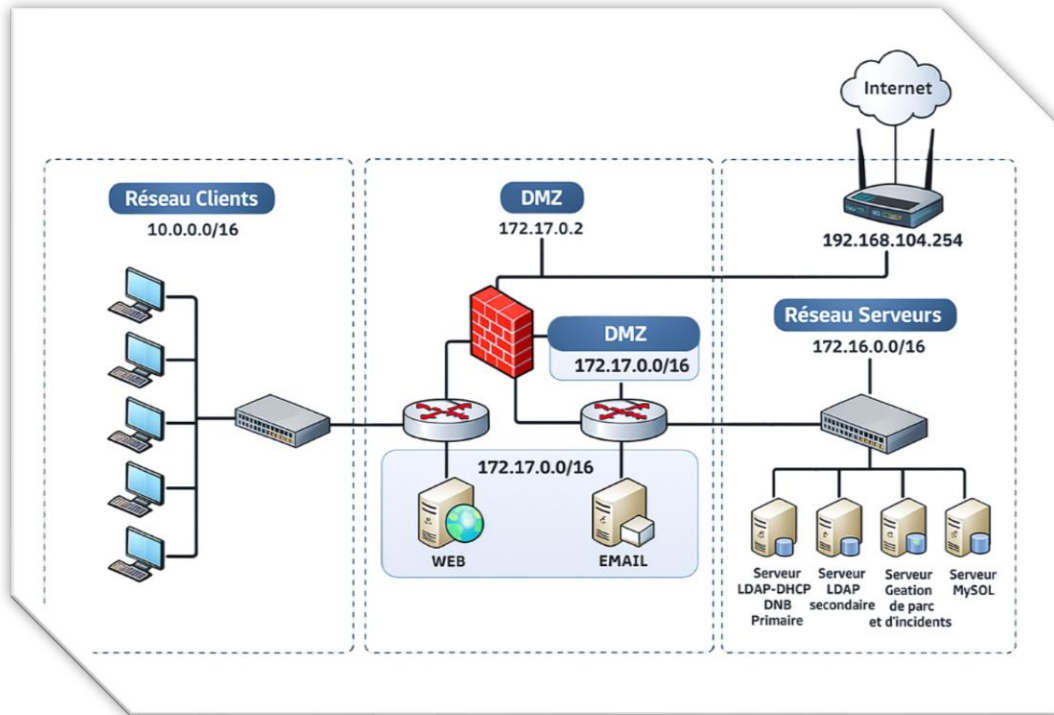 Internet
Réseau Clients
10.0.0.0/16
DMZ
172.17.0.2
192.168.104.254
DMZ
172.17.0.0/16
Réseau Serveurs
172.16.0.0/16
172.17.0.0/16
WEB
EMAIL
Serveur
LDAP-DHCP
DNB
Primaire
Serveur
LDAP
secondaire
Serveur
Geation
de parc
et d'incidents
Serveur
MySOL